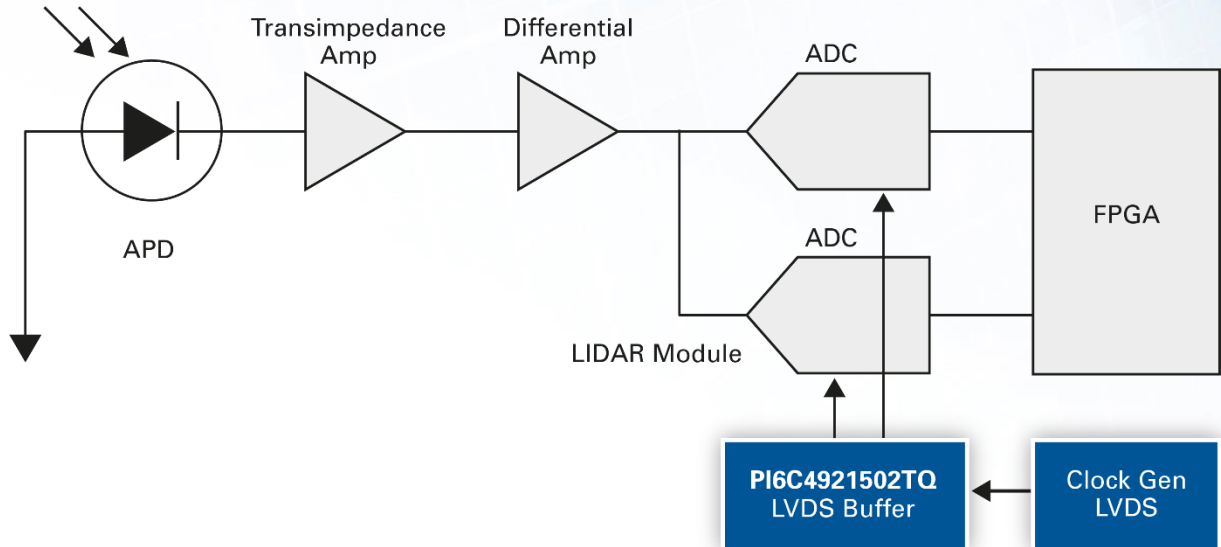 Transimpedance
Amp
Differential
Amp
ADC
APD
ADC
FPGA
LIDAR Module
PI6C4921502TQ
LVDS Buffer
Clock Gen
LVDS